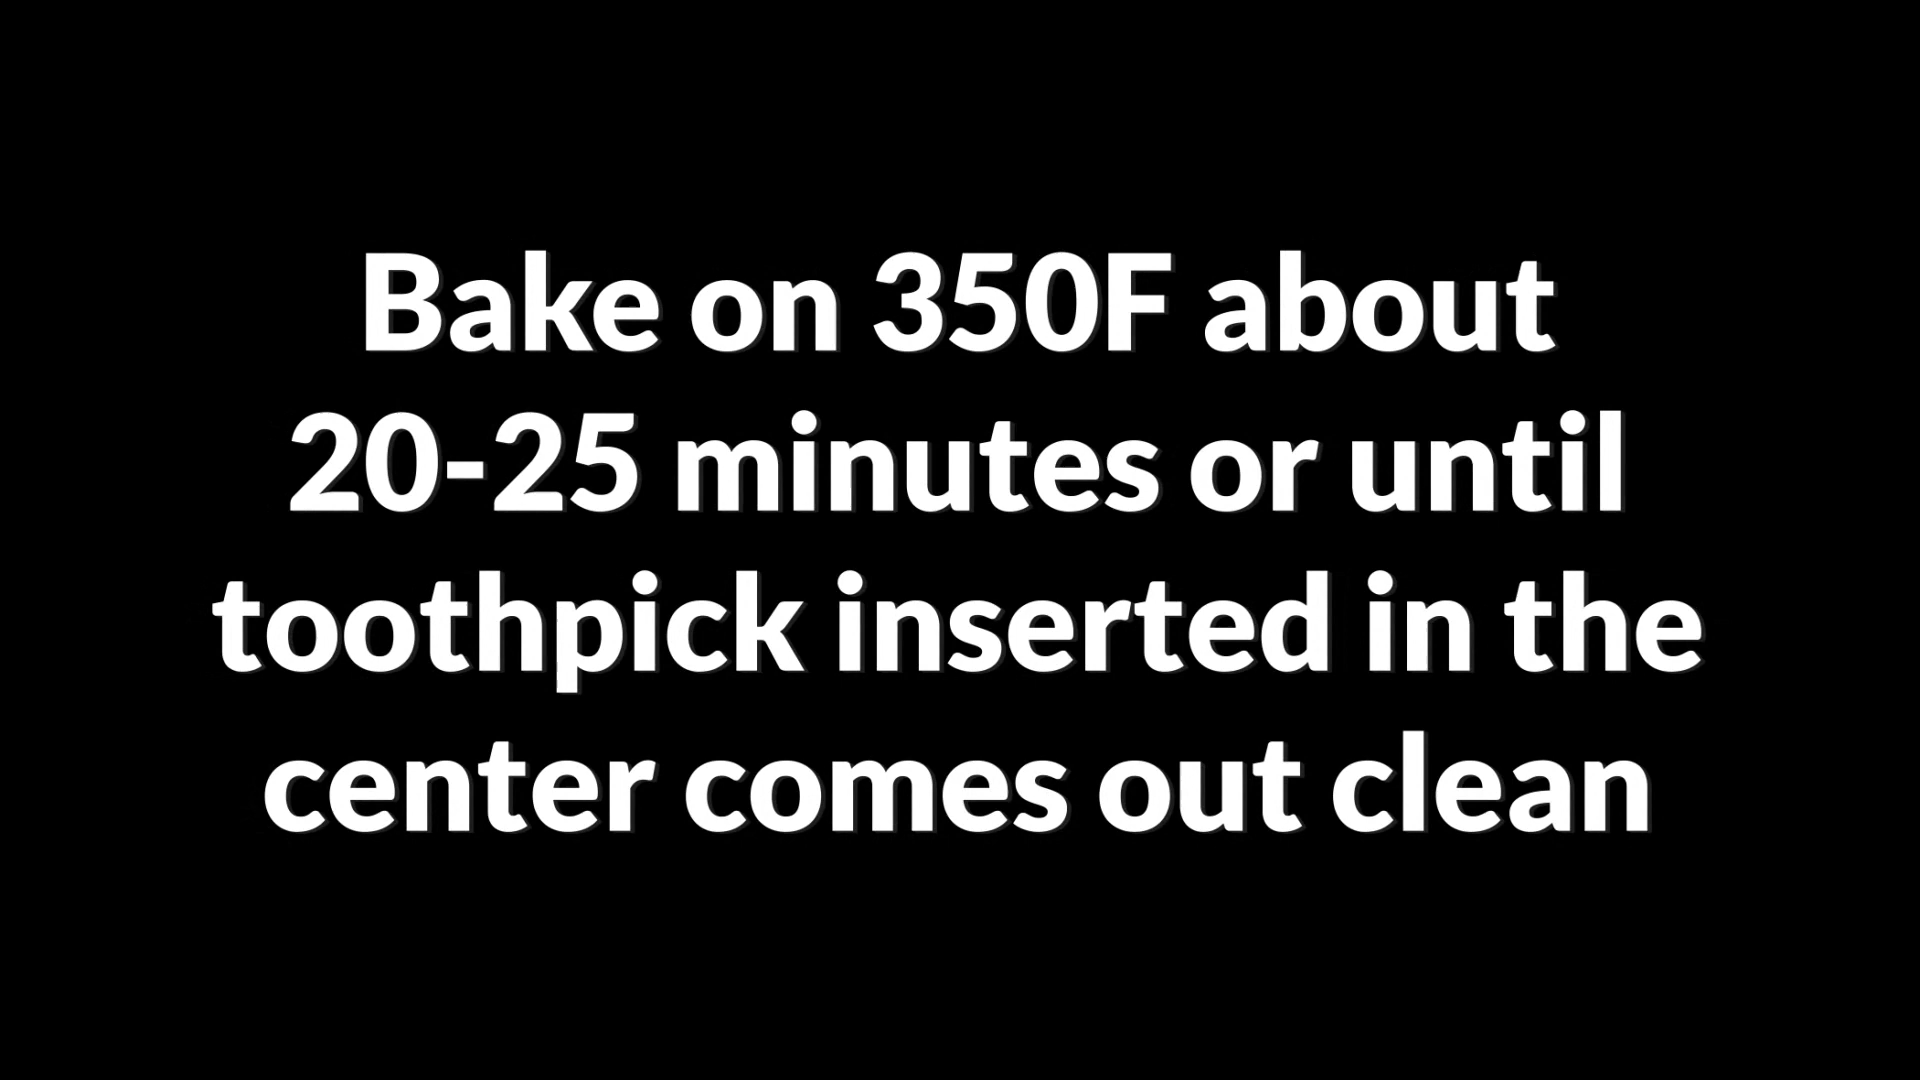 Bake on 350F about
20-25 minutes or until
toothpick inserted in the
center comes out clean